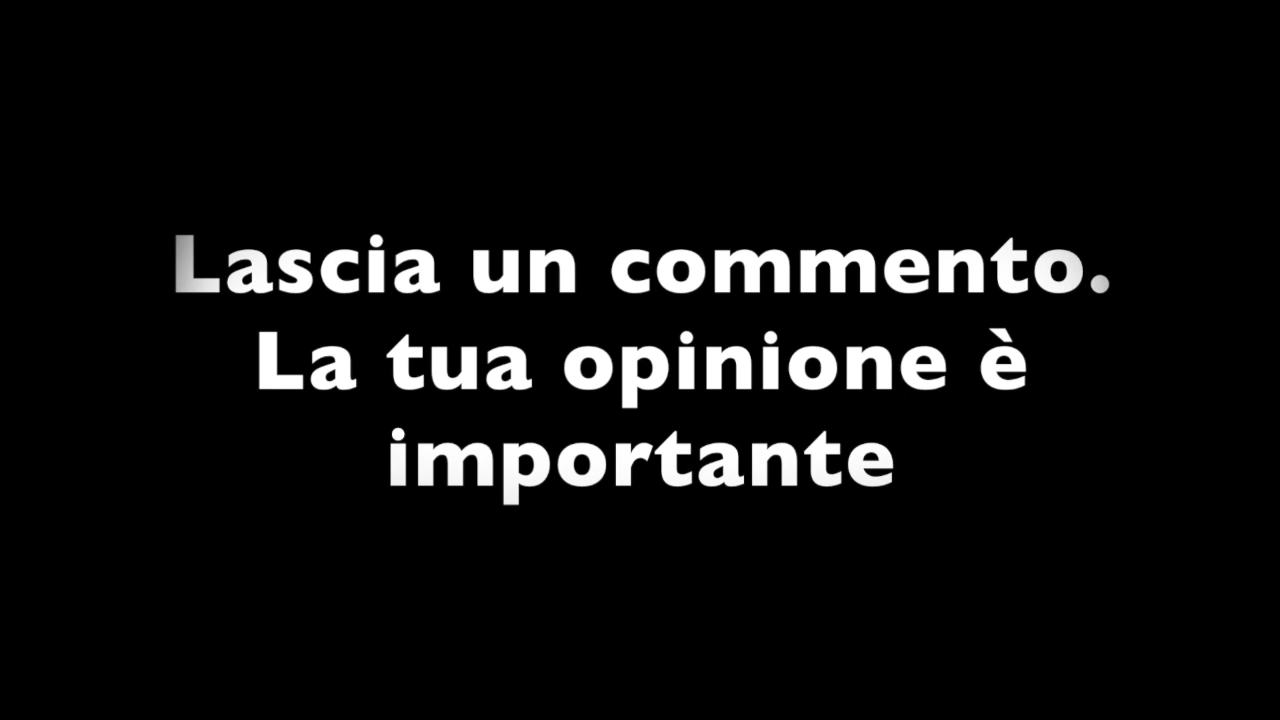 Lascia un commento.
La tua opinione è
importante